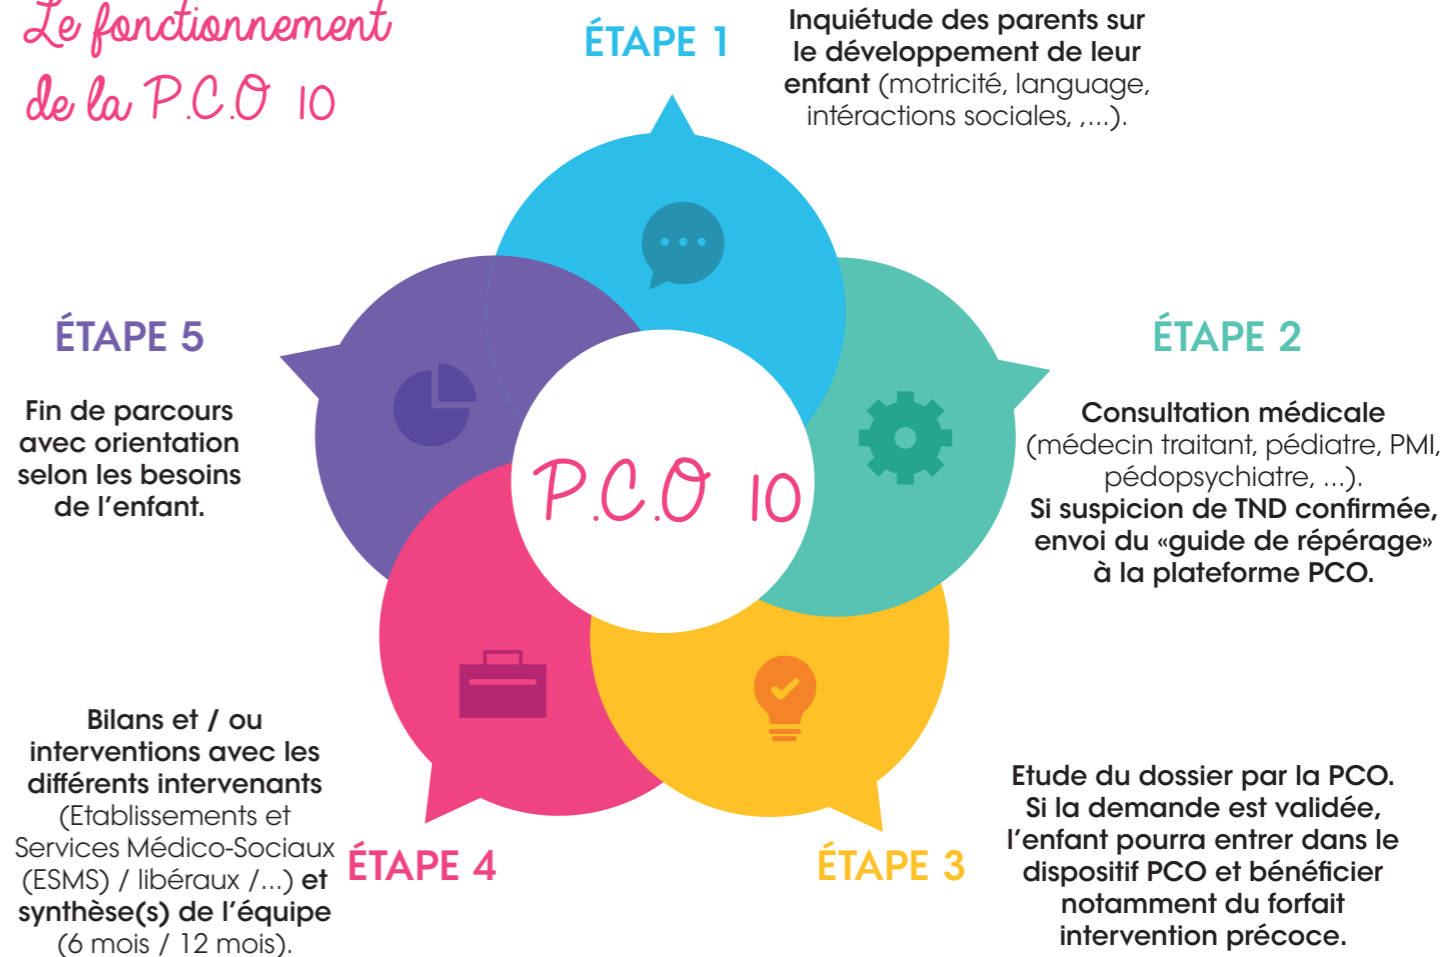 Le fonctionnement
de la P.C.O 10
ÉTAPE 1
Inquiétude des parents sur
le développement de leur
enfant (motricité, language,
intéractions sociales, ,...).
ÉTAPE 2
Consultation médicale
(médecin traitant, pédiatre, PMI,
pédopsychiatre, ...).
Si suspicion de TND confirmée,
envoi du «guide de répérage»
à la plateforme PCO.
P.C.O 10
ÉTAPE 3
Etude du dossier par la PCO.
Si la demande est validée,
l'enfant pourra entrer dans le
dispositif PCO et bénéficier
notamment du forfait
intervention précoce.
ÉTAPE 4
Bilans et / ou
interventions avec les
différents intervenants
(Etablissements et
Services Médico-Sociaux
(ESMS) / libéraux /...) et
synthèse(s) de l'équipe
(6 mois / 12 mois).
ÉTAPE 5
Fin de parcours
avec orientation
selon les besoins
de l'enfant.